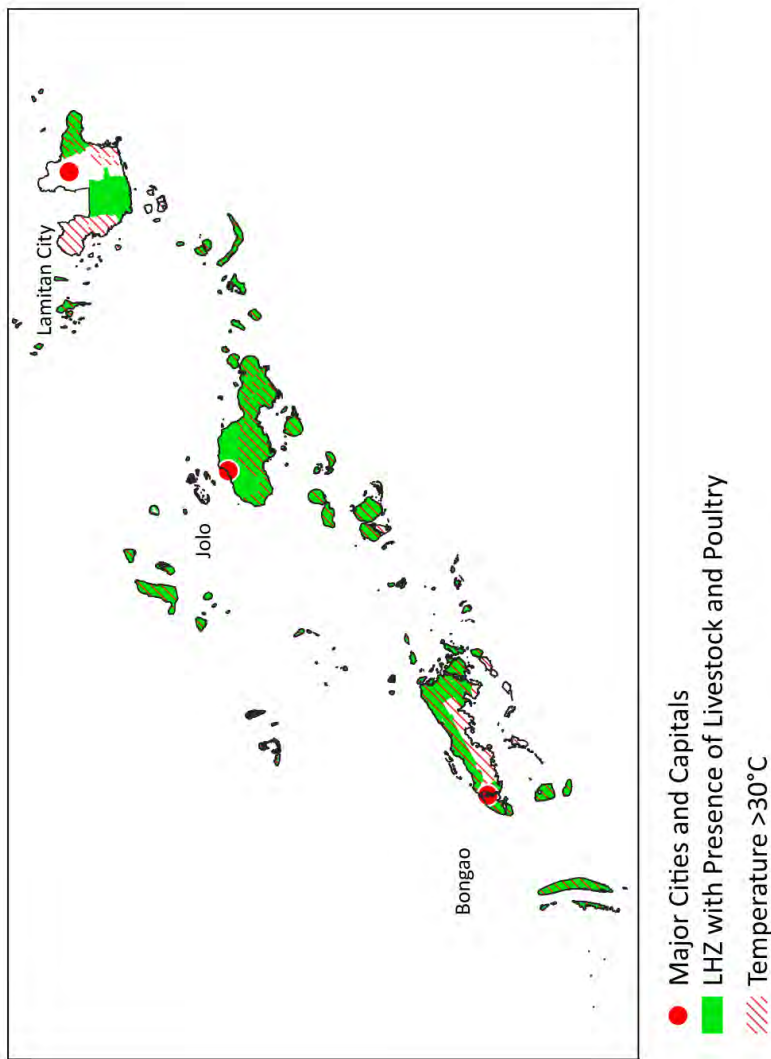 Lamitan City
Jolo
Bongao
Major Cities and Capitals
LHZ with Presence of Livestock and Poultry
Temperature >30°C